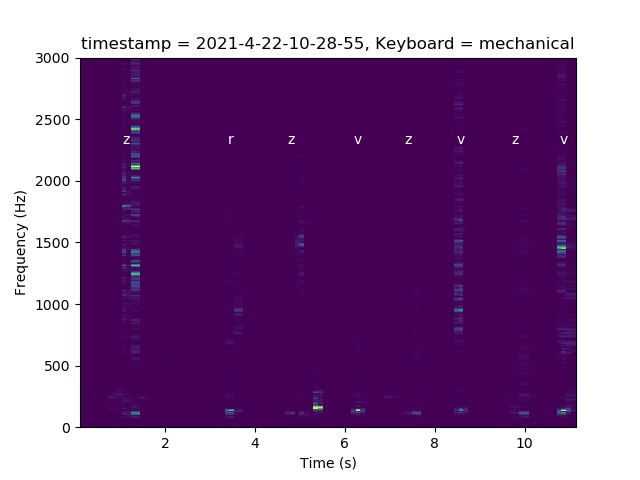 timestamp = 2021-4-22-10-28-55, Keyboard = mechanical
3000
2500
z r z v z v z v
2000
1500
1000
500
0
Frequency (Hz)
2 4 6 8 10
Time (s)